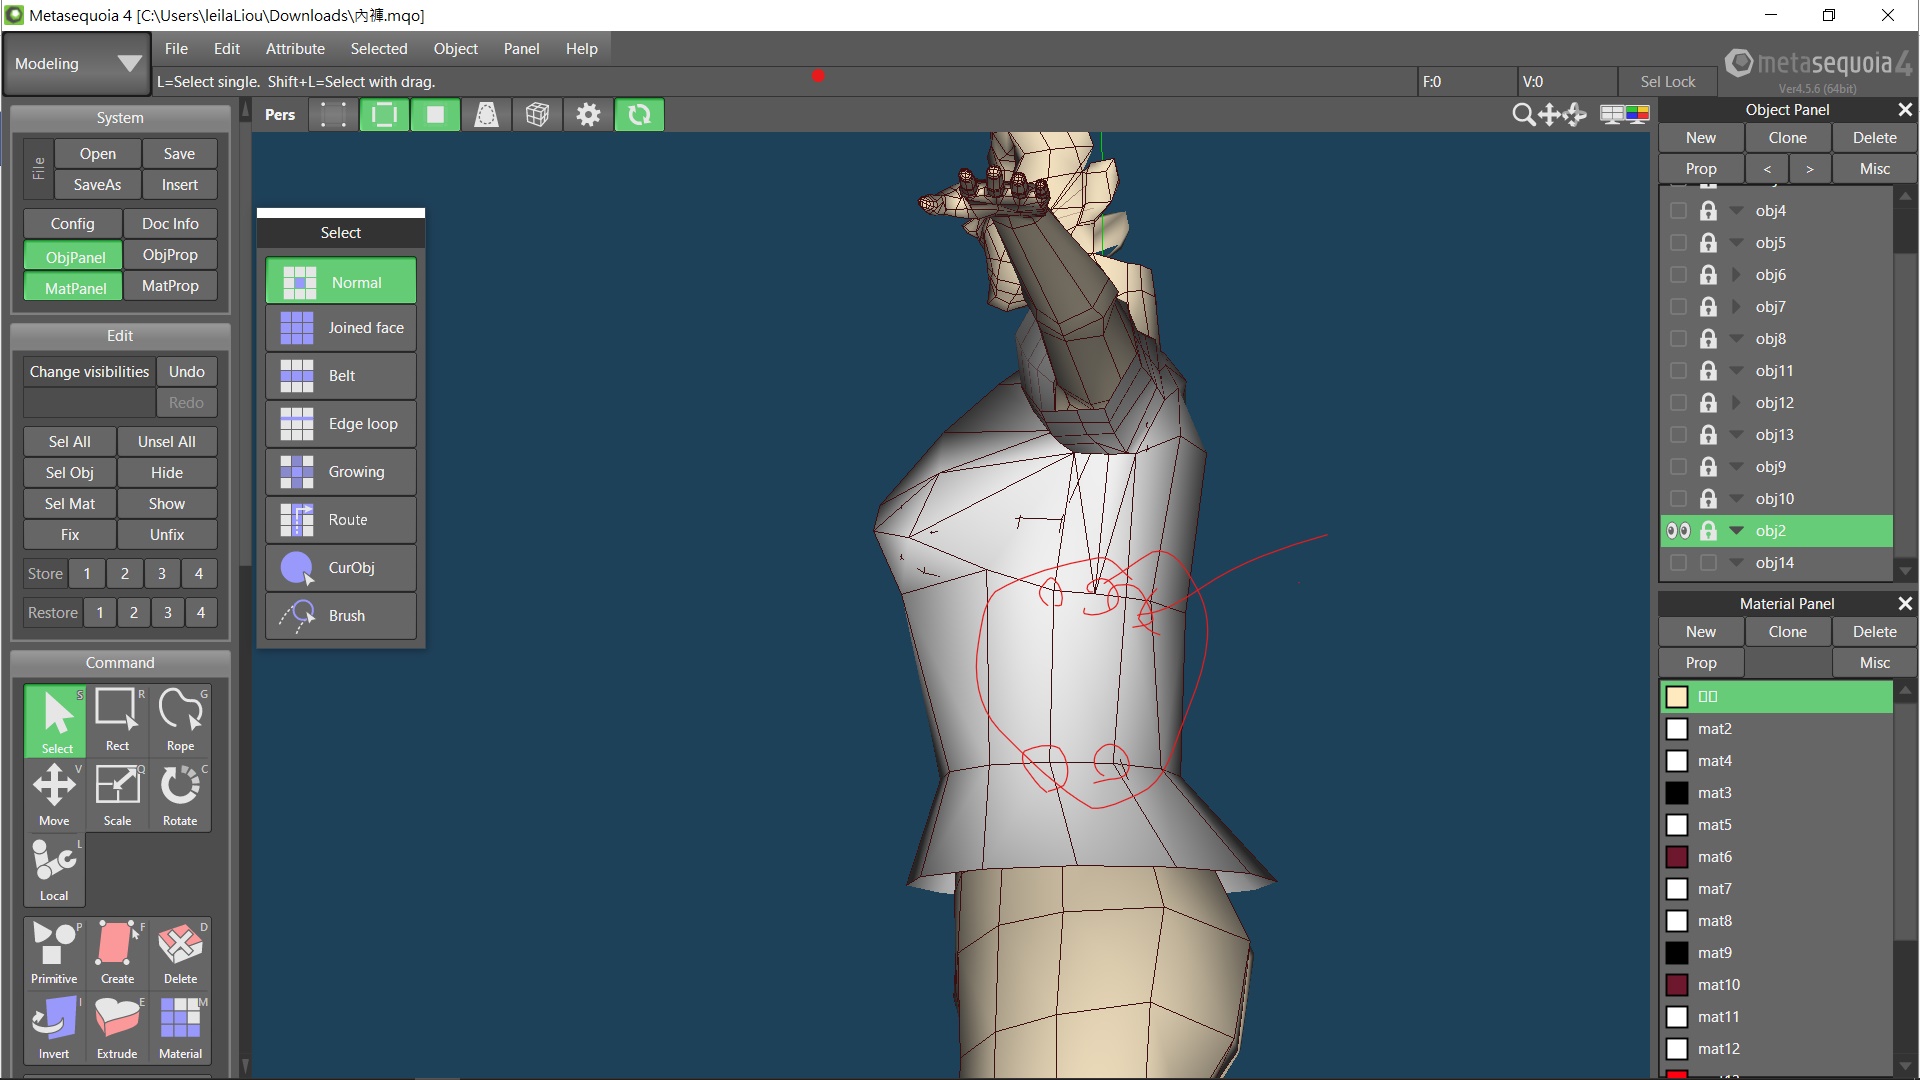 Metasequoia 4 [C:\Users\leilaLiou\Downloads\內褲.mqo]
Modeling
File Edit Attribute Selected Object Panel Help
L=Select single. Shift+L=Select with drag.
F:0 V:0 Sel Lock
metasequoia 4
Ver4.5.6 (64bit)
System
File
Open Save
SaveAs Insert
Config Doc Info
ObjPanel ObjProp
MatPanel MatProp
Edit
Change visibilities Undo
Redo
Sel All Unsel All
Sel Obj Hide
Sel Mat Show
Fix Unfix
Store 1 2 3 4
Restore 1 2 3 4
Command
S R G
Select Rect Rope
V Q C
Move Scale Rotate
L
Local
P F D
Primitive Create Delete
I E M
Invert Extrude Material
Pers
Select
Normal
Joined face
Belt
Edge loop
Growing
Route
CurObj
Brush
Object Panel
New Clone Delete
Prop < > Misc
obj4
obj5
obj6
obj7
obj8
obj11
obj12
obj13
obj9
obj10
obj2
obj14
Material Panel
New Clone Delete
Prop Misc
mat2
mat4
mat3
mat5
mat6
mat7
mat8
mat9
mat10
mat11
mat12